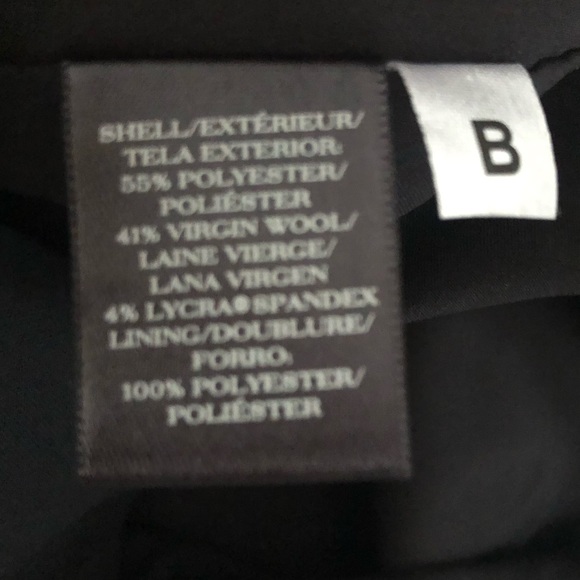 SHELL/EXTÉRIEUR/
TELA EXTERIOR:
55% POLYESTER/
POLIÉSTER
41% VIRGIN WOOL/
LAINE VIERGE/
LANA VIRGEN
4% LYCRA® SPANDEX
LINING/DOUBLURE/
FORRO:
100% POLYESTER/
POLIÉSTER
B